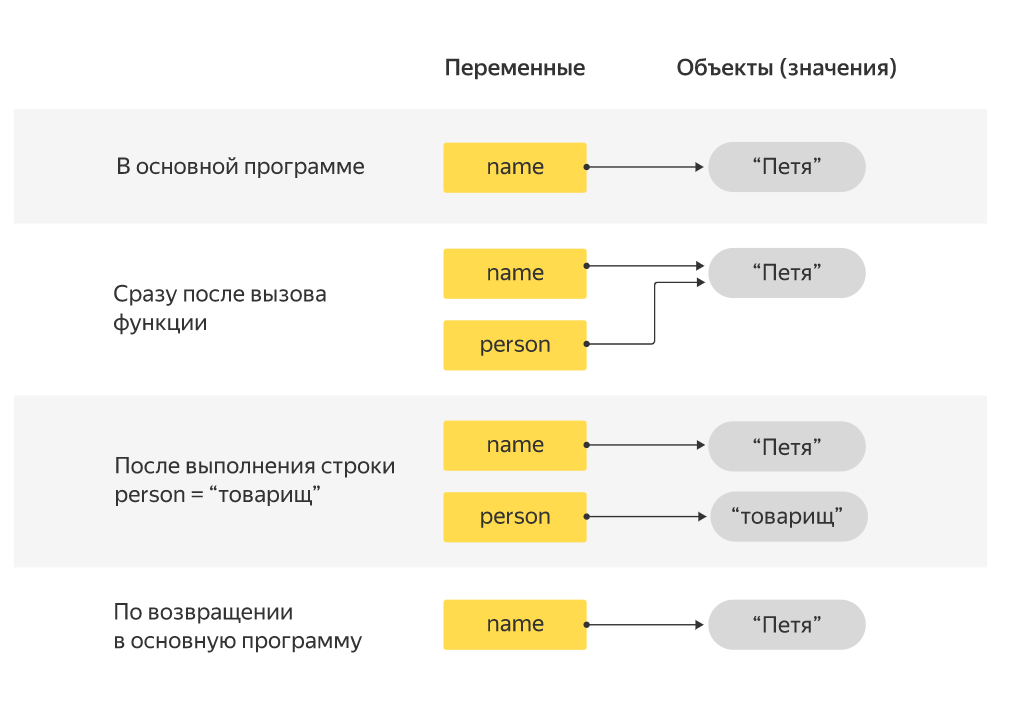 Переменные
Объекты (значения)
В основной программе
name
“Петя”
Сразу после вызова
функции
name
“Петя”
person
После выполнения строки
person = “товарищ”
name
“Петя”
person
“товарищ”
По возвращении
в основную программу
name
“Петя”